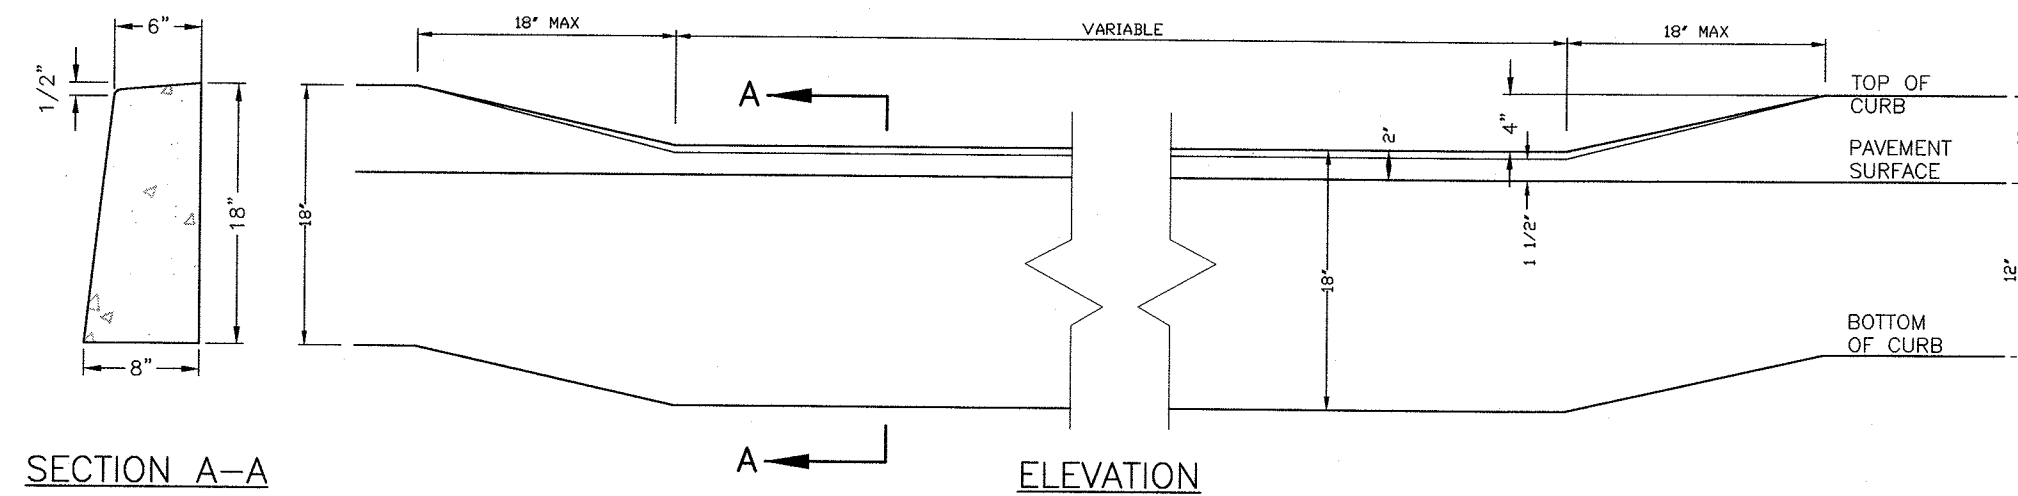 6"
1/2"
18"
8"
SECTION A-A
18" MAX
VARIABLE
18" MAX
A
18"
2"
4"
1 1/2"
18"
TOP OF
CURB
PAVEMENT
SURFACE
12"
BOTTOM
OF CURB
A
ELEVATION